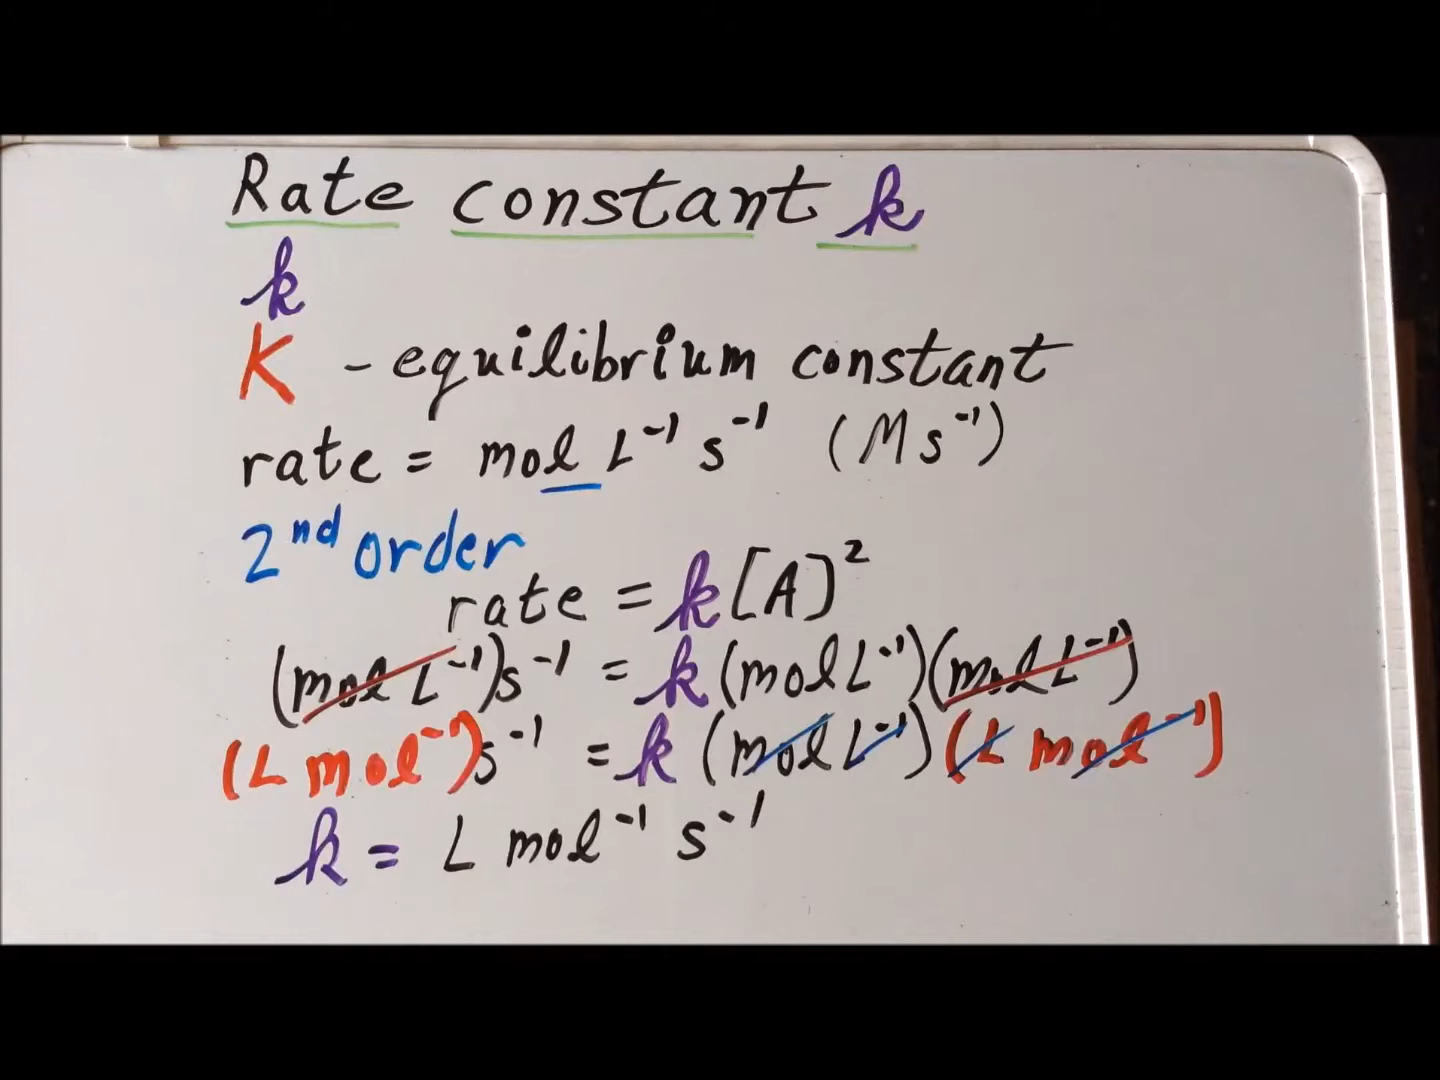 Rate constant k
k
K - equilibrium constant
rate = mol L⁻¹ s⁻¹ (M s⁻¹)
2ⁿᵈ order
rate = k[A]²
(mol L⁻¹)s⁻¹ = k(mol L⁻¹)(mol L⁻¹)
(L mol⁻¹)s⁻¹ = k (mol L⁻¹)(L mol⁻¹)
k = L mol⁻¹ s⁻¹